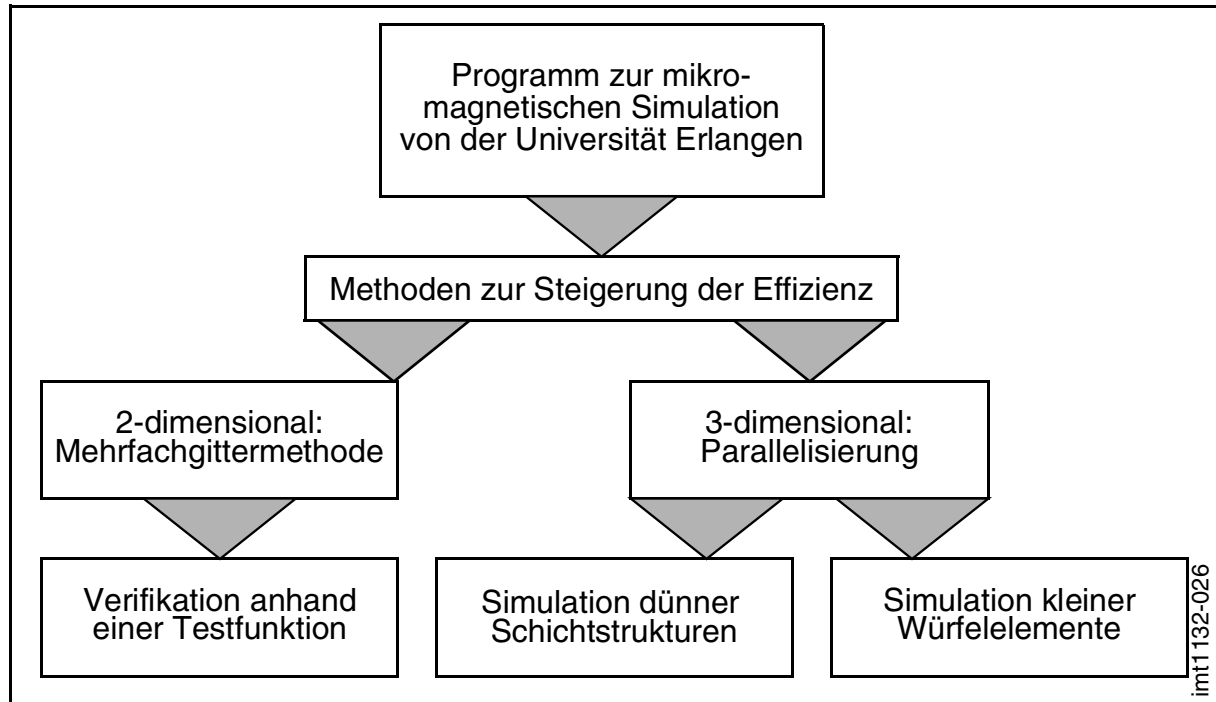 Programm zur mikro-
magnetischen Simulation
von der Universität Erlangen
Methoden zur Steigerung der Effizienz
2-dimensional:
Mehrfachgittermethode
3-dimensional:
Parallelisierung
Verifikation anhand
einer Testfunktion
Simulation dünner
Schichtstrukturen
Simulation kleiner
Würfelelemente
imt1132-026